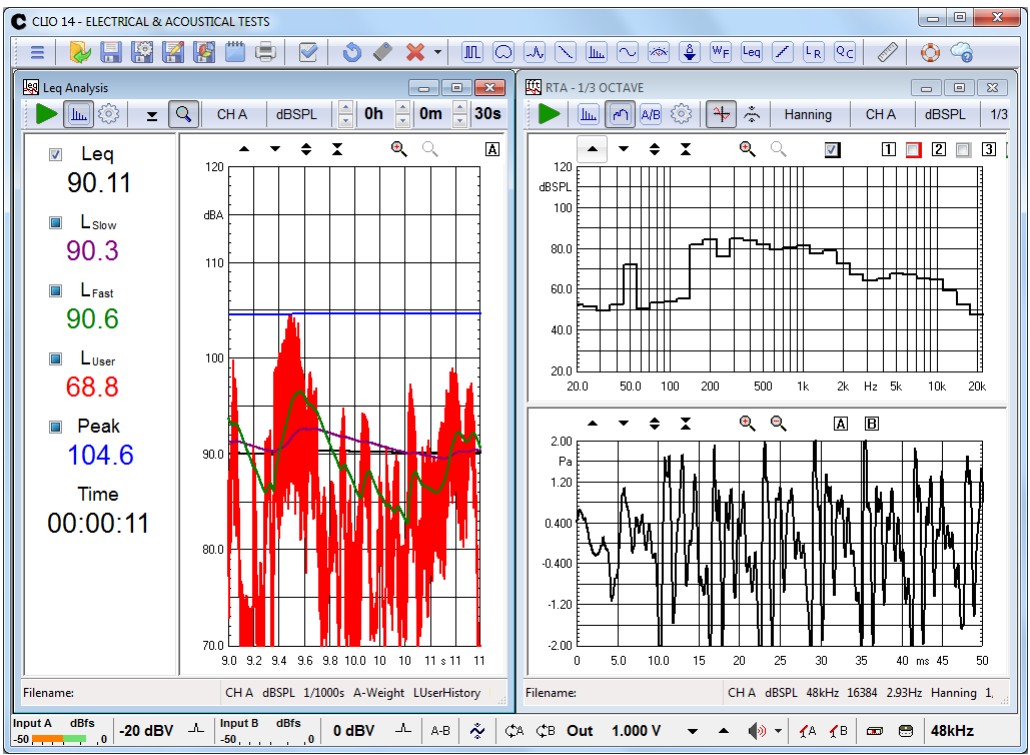 C CLIO 14 - ELECTRICAL & ACOUSTICAL TESTS
WF Leq LR QC
Leq Analysis
CH A dBSPL 0h 0m 30s
Leq
90.11
LSlow
90.3
LFast
90.6
LUser
68.8
Peak
104.6
Time
00:00:11
A
120
dBA
110
100
90.0
80.0
70.0
9.0 9.2 9.4 9.6 9.8 10.0 10 10 11 s 11 11
Filename: CH A dBSPL 1/1000s A-Weight LUserHistory
RTA - 1/3 OCTAVE
A/B Hanning CH A dBSPL 1/3
1 2 3
120
dBSPL
100
80.0
60.0
40.0
20.0
20.0 50.0 100 200 500 1k 2k Hz 5k 10k 20k
A B
2.00
Pa
1.20
0.400
-0.400
-1.20
-2.00
0 5.0 10.0 15 20 25 30 35 40 ms 45 50
Filename: CH A dBSPL 48kHz 16384 2.93Hz Hanning 1,
Input A dBfs
-50 0
-20 dBV
Input B dBfs
-50 0
0 dBV
A-B
A B Out 1.000 V
A B 48kHz